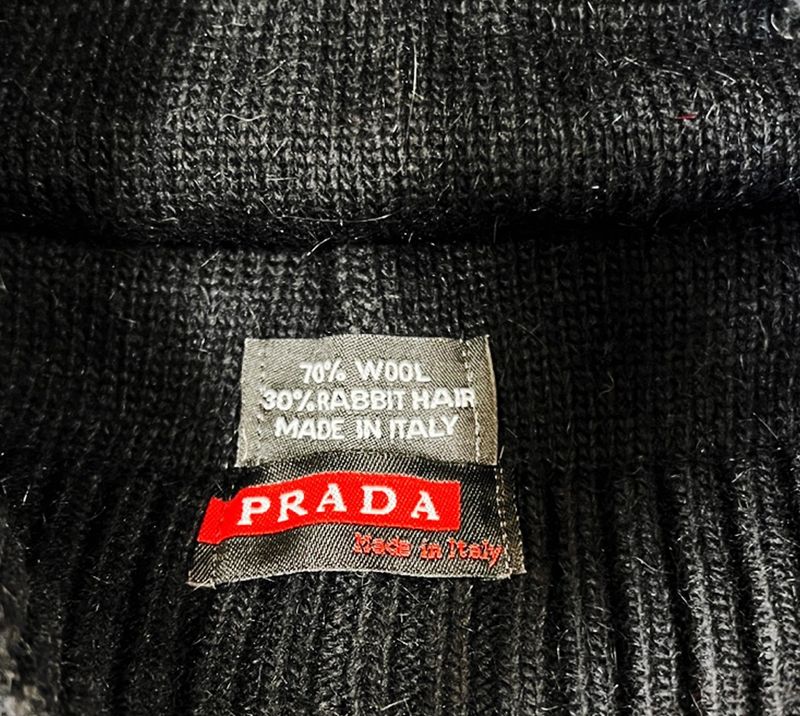 70% WOOL
30% RABBIT HAIR
MADE IN ITALY
PRADA
Made in Italy